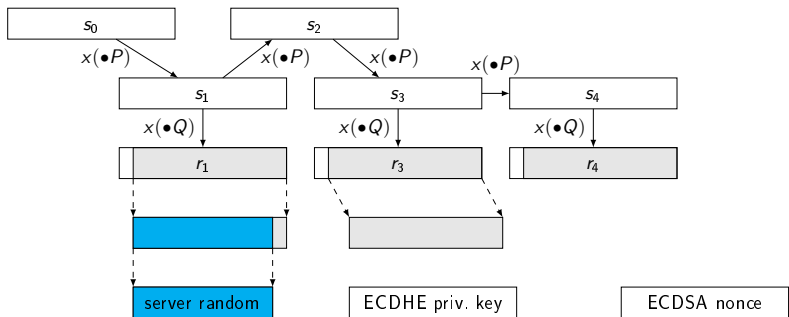 s₀ s₂
x(•P) x(•P) x(•P) x(•P)
s₁ s₃ s₄
x(•Q) x(•Q) x(•Q)
r₁ r₃ r₄
server random ECDHE priv. key ECDSA nonce